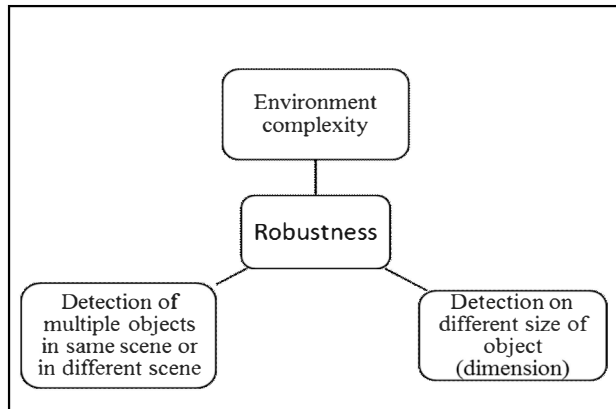 Environment
complexity
Robustness
Detection of
multiple objects
in same scene or
in different scene
Detection on
different size of
object
(dimension)